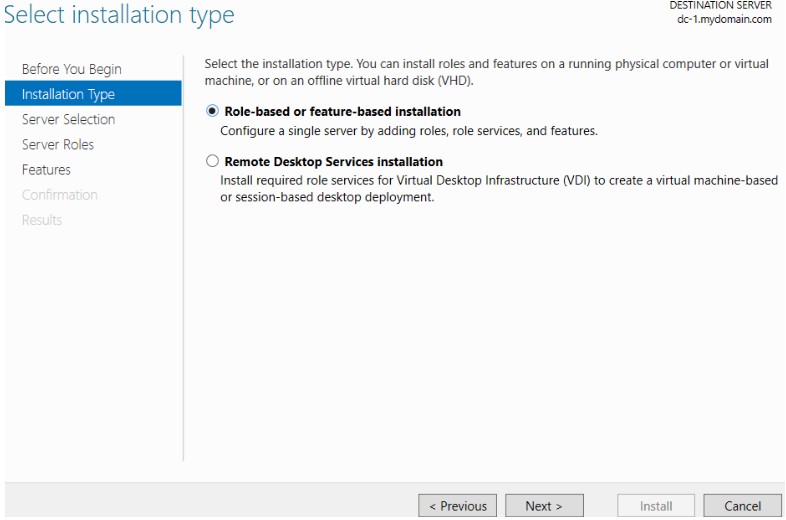 Select installation type
DESTINATION SERVER
dc-1.mydomain.com
Before You Begin
Installation Type
Server Selection
Server Roles
Features
Confirmation
Results
Select the installation type. You can install roles and features on a running physical computer or virtual
machine, or on an offline virtual hard disk (VHD).
Role-based or feature-based installation
Configure a single server by adding roles, role services, and features.
Remote Desktop Services installation
Install required role services for Virtual Desktop Infrastructure (VDI) to create a virtual machine-based
or session-based desktop deployment.
< Previous
Next >
Install
Cancel